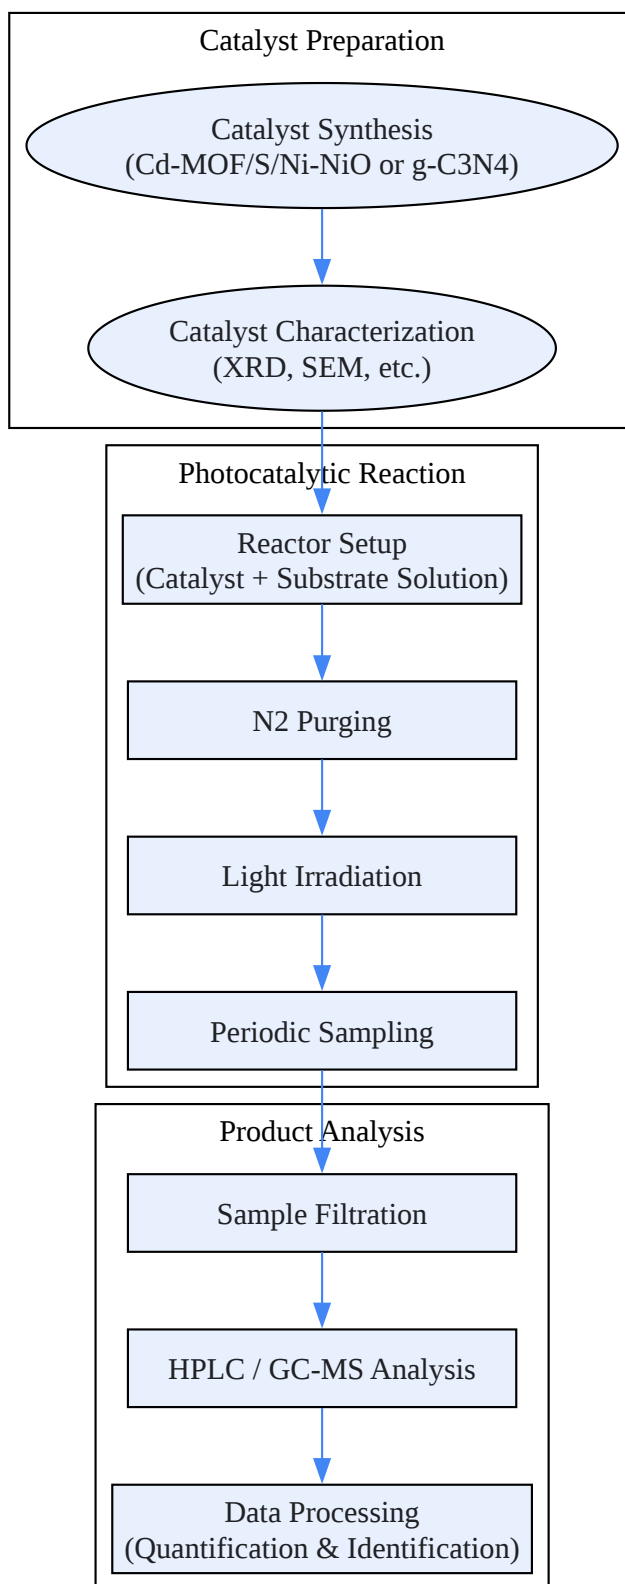 Catalyst Preparation
Catalyst Synthesis
(Cd-MOF/S/Ni-NiO or g-C3N4)
Catalyst Characterization
(XRD, SEM, etc.)
Photocatalytic Reaction
Reactor Setup
(Catalyst + Substrate Solution)
N2 Purging
Light Irradiation
Periodic Sampling
Product Analysis
Sample Filtration
HPLC / GC-MS Analysis
Data Processing
(Quantification & Identification)